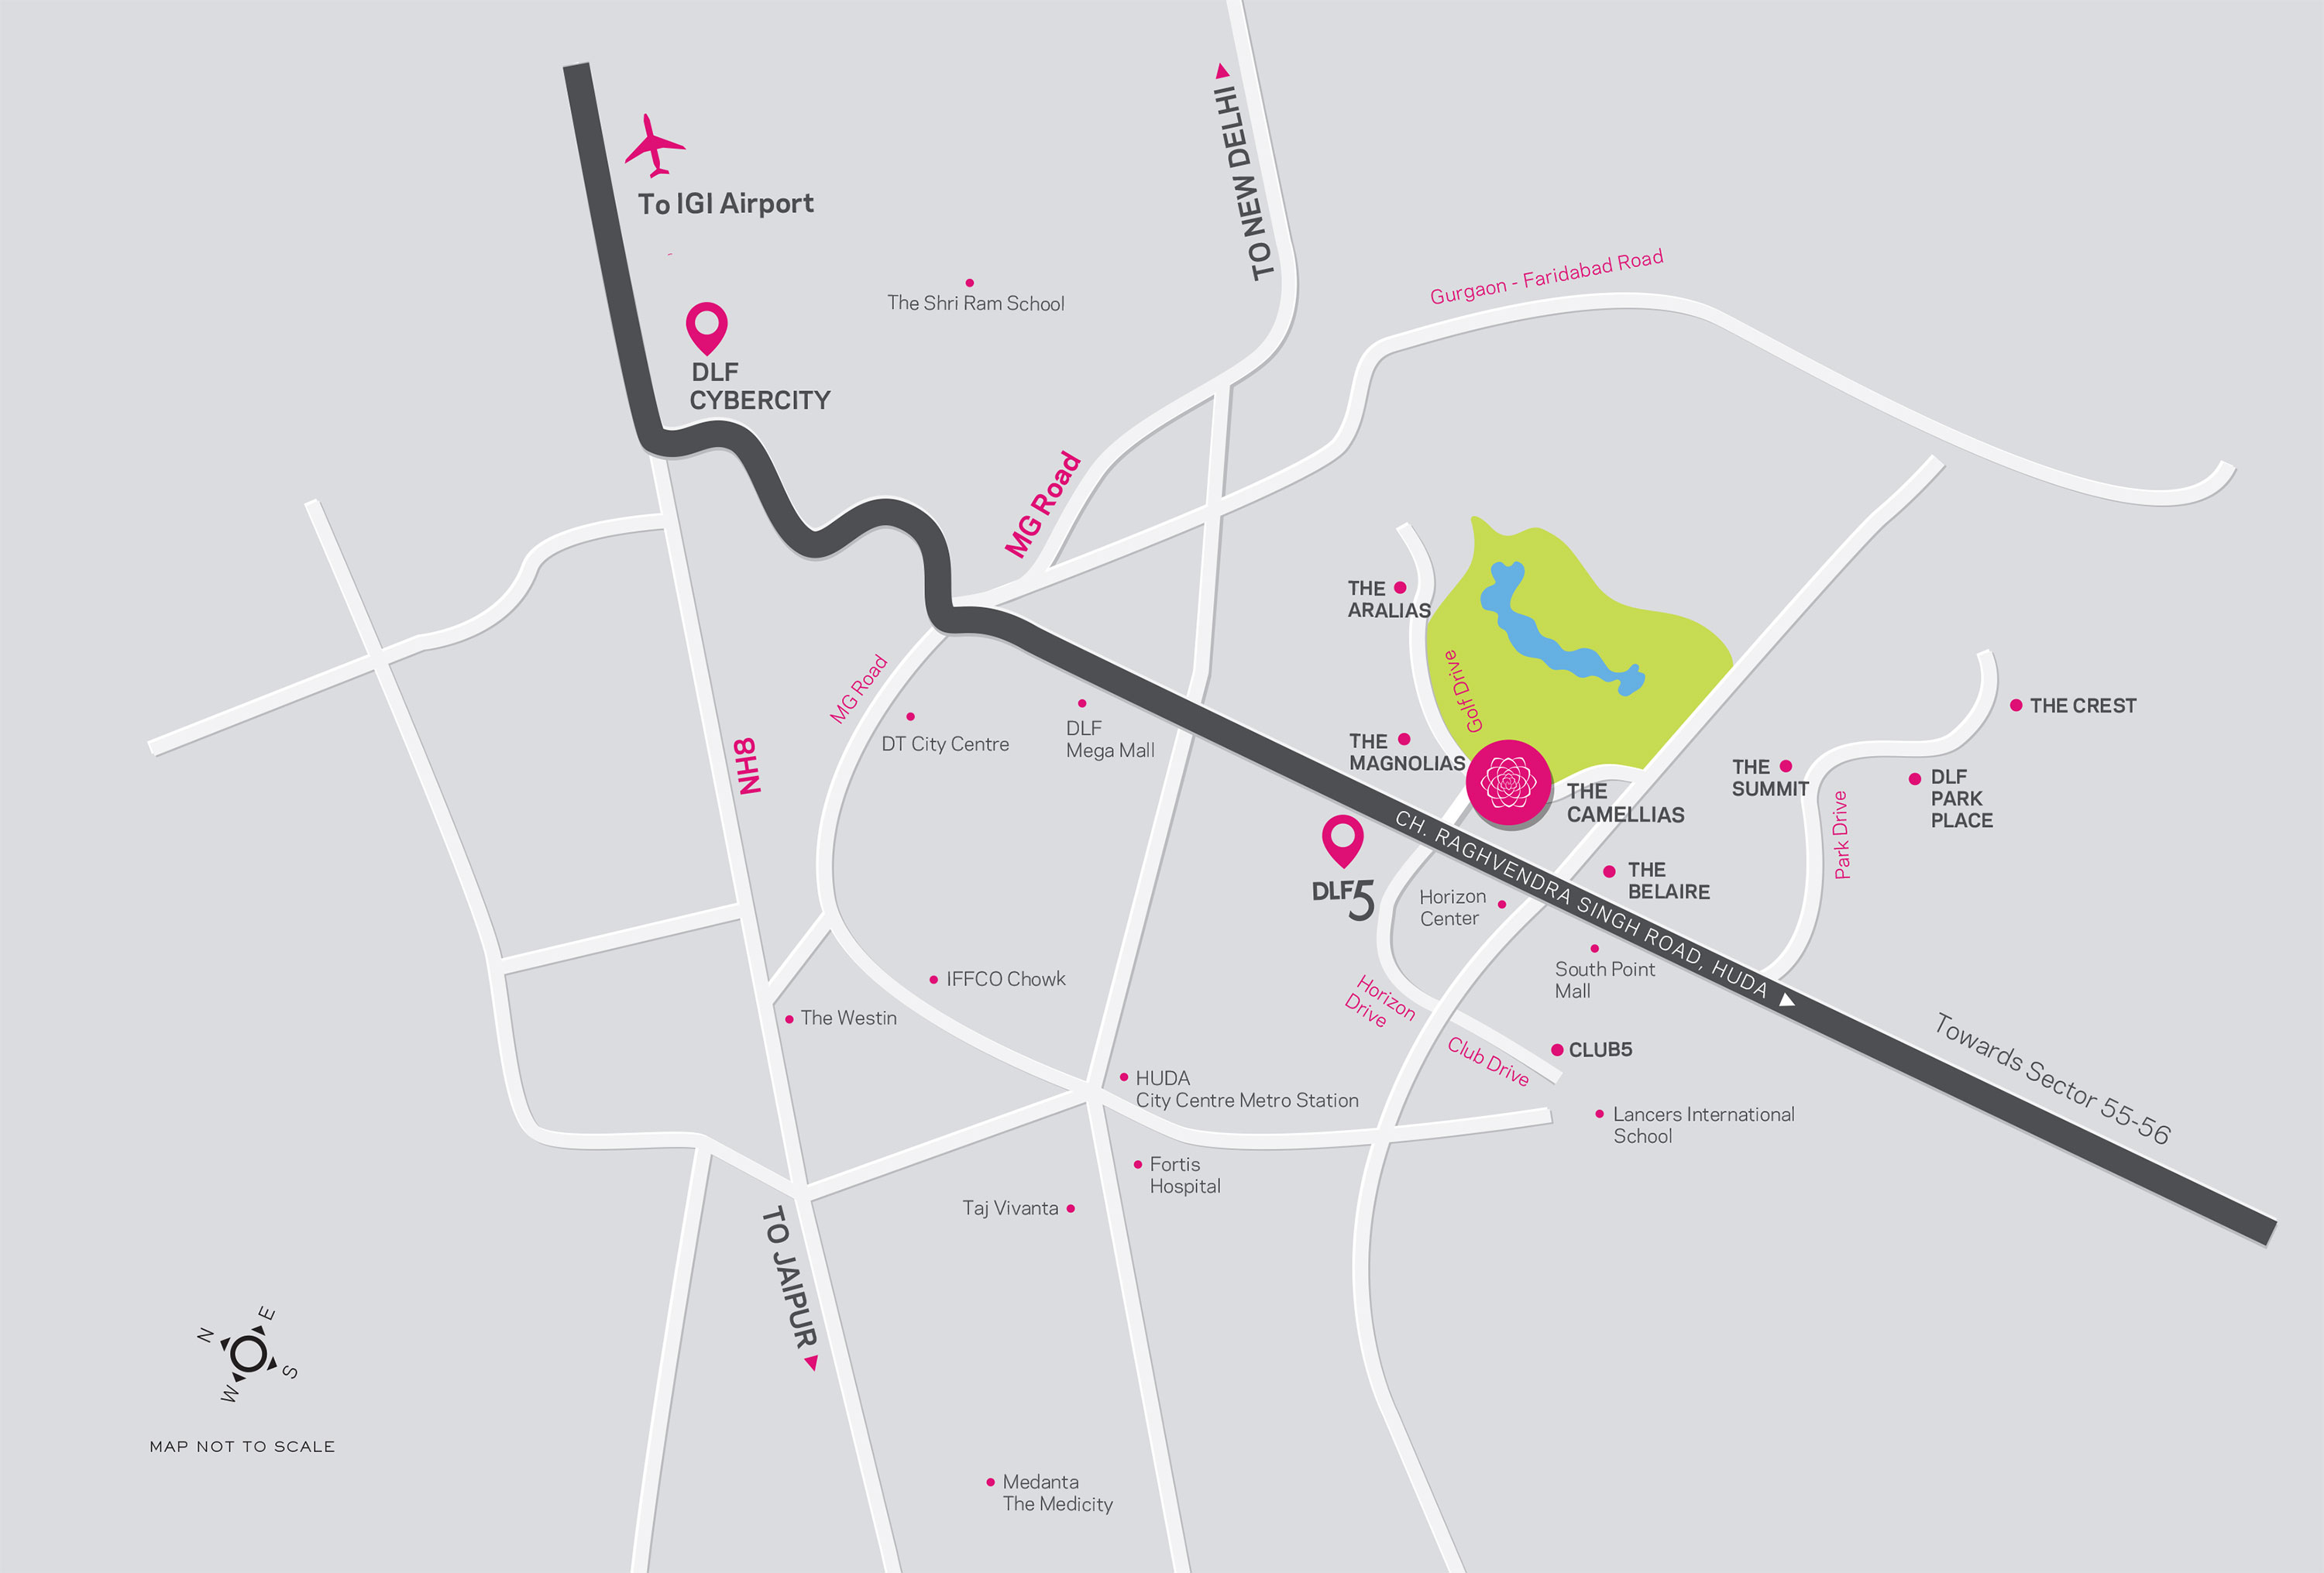 To IGI Airport
TO NEW DELHI
Gurgaon - Faridabad Road
The Shri Ram School
DLF
CYBERCITY
MG Road
THE
ARALIAS
Golf Drive
MG Road
DT City Centre
DLF
Mega Mall
NH8
THE
MAGNOLIAS
THE
CAMELLIAS
THE CREST
THE
SUMMIT
DLF
PARK
PLACE
Park Drive
CH. RAGHVENDRA SINGH ROAD, HUDA
DLF5
THE
BELAIRE
Horizon
Center
South Point
Mall
IFFCO Chowk
The Westin
Horizon
Drive
Club Drive
CLUB5
Towards Sector 55-56
HUDA
City Centre Metro Station
Lancers International
School
Fortis
Hospital
Taj Vivanta
TO JAIPUR
N
E
S
W
MAP NOT TO SCALE
Medanta
The Medicity